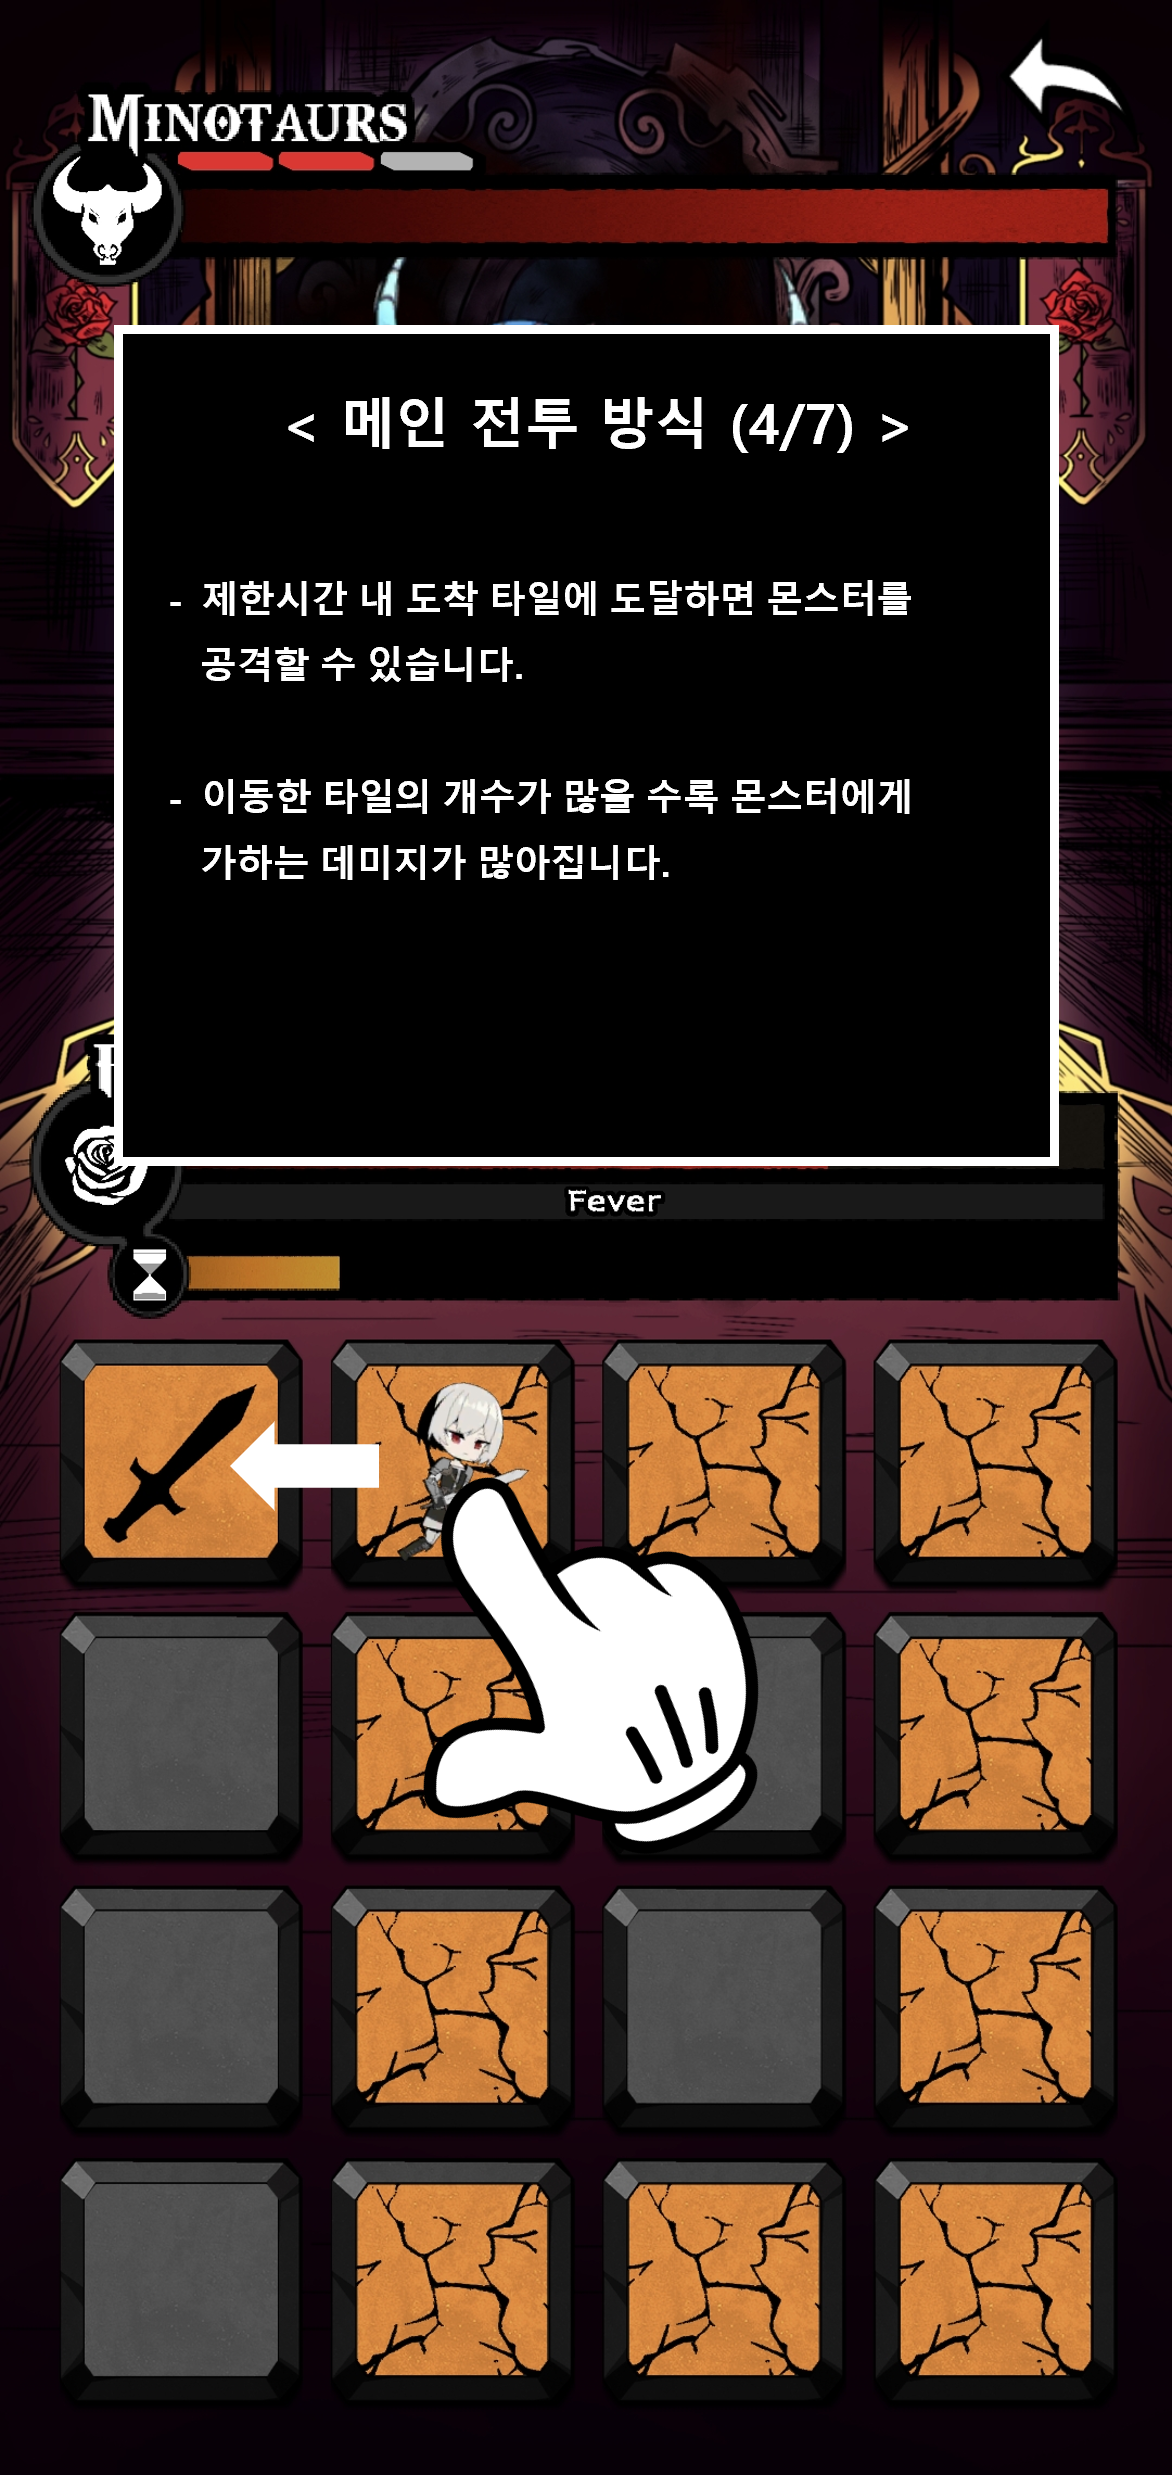 MINOTAURS
< 메인 전투 방식 (4/7) >
- 제한시간 내 도착 타일에 도달하면 몬스터를
공격할 수 있습니다.
- 이동한 타일의 개수가 많을 수록 몬스터에게
가하는 데미지가 많아집니다.
Fever